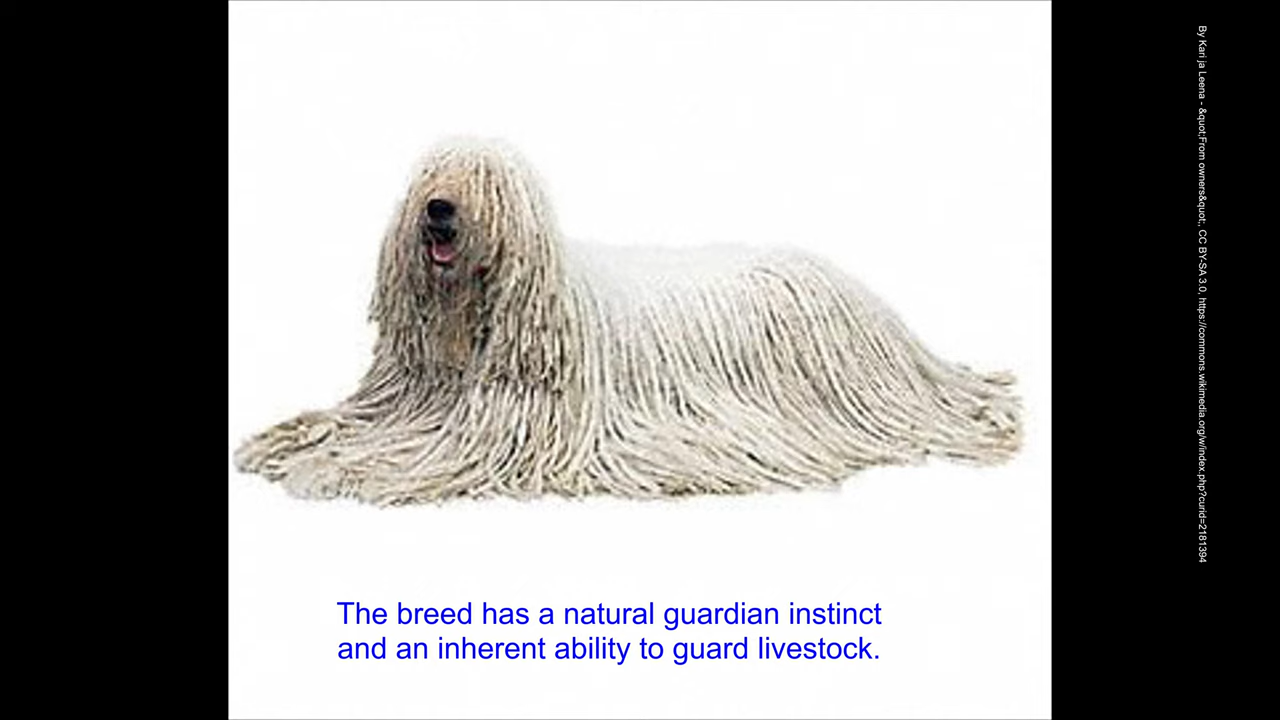 The breed has a natural guardian instinct
and an inherent ability to guard livestock.
By Kari ja Leena - &quot;From owners&quot;, CC BY-SA 3.0, https://commons.wikimedia.org/w/index.php?curid=2181394